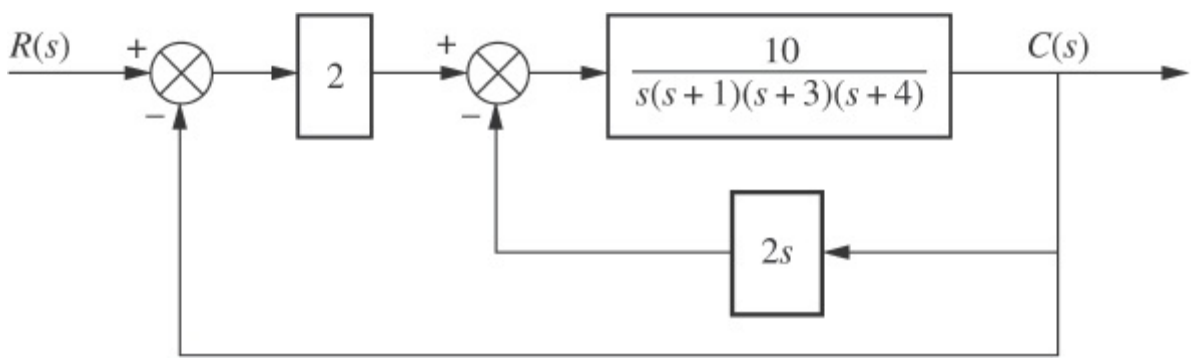 R(s)
+
−
2
+
−
10
s(s + 1)(s + 3)(s + 4)
C(s)
2s